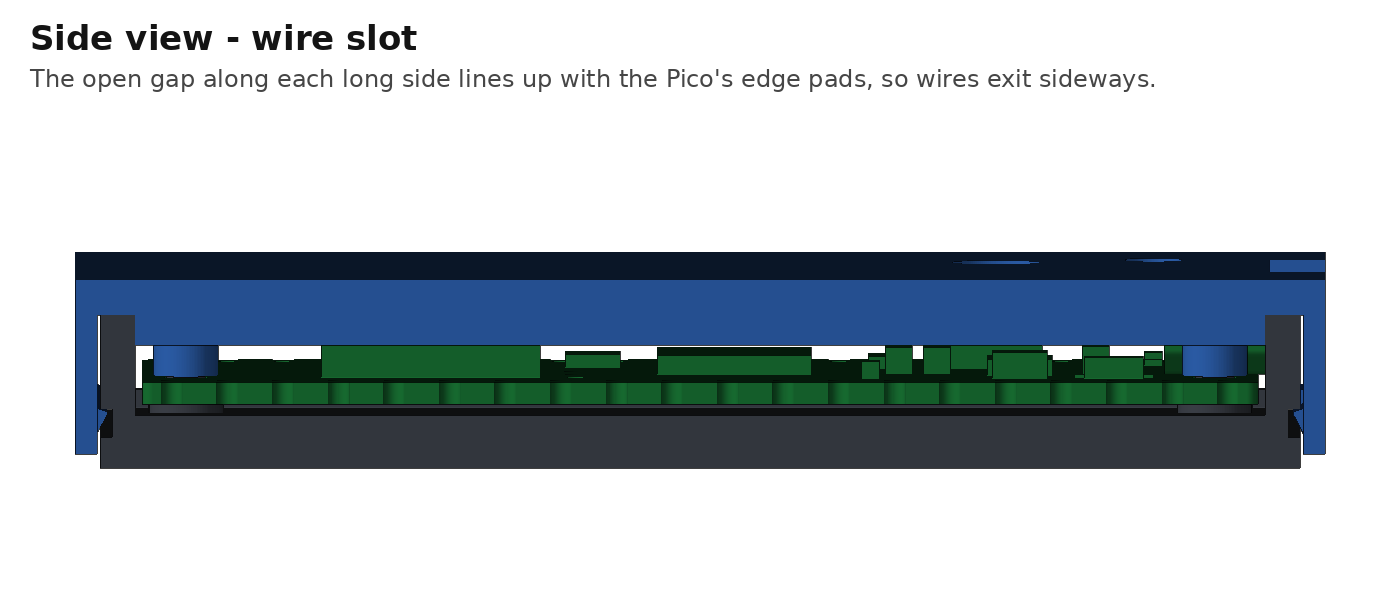 Side view - wire slot
The open gap along each long side lines up with the Pico's edge pads, so wires exit sideways.